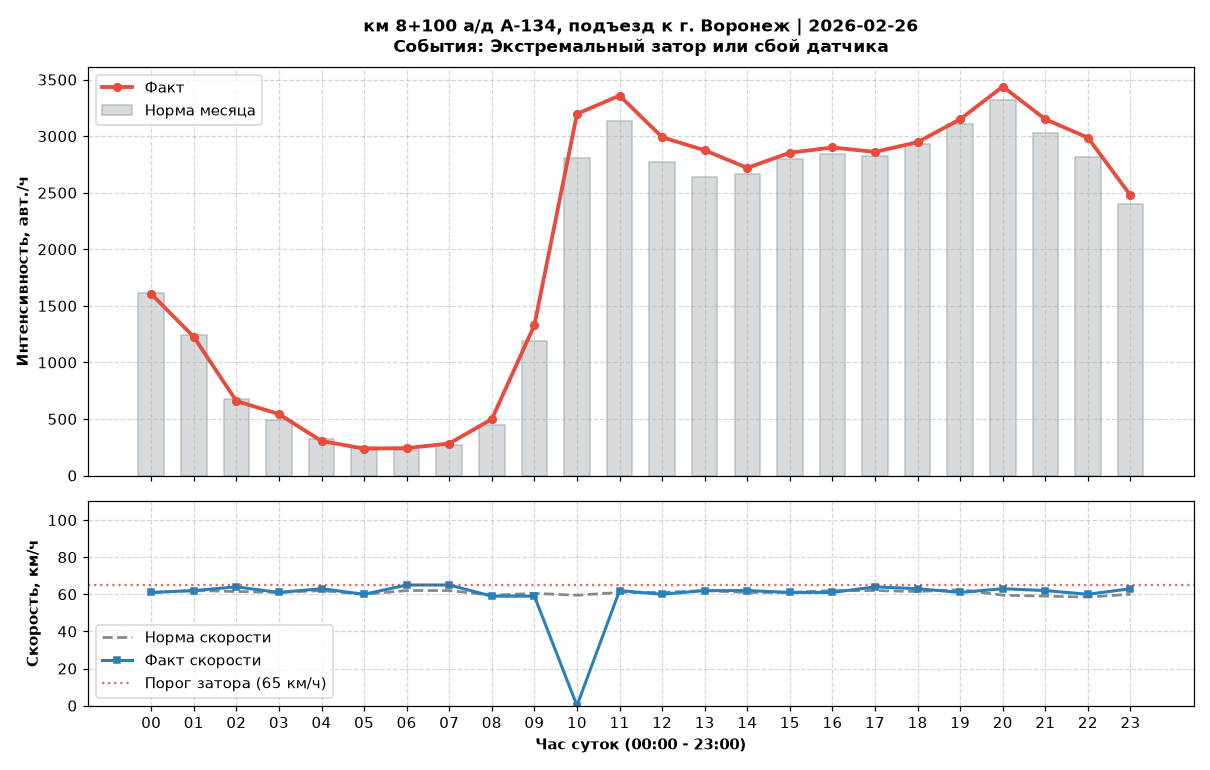 км 8+100 а/д А-134, подъезд к г. Воронеж | 2026-02-26
События: Экстремальный затор или сбой датчика
Интенсивность, авт./ч
3500
3000
2500
2000
1500
1000
500
0
Факт
Норма месяца
Скорость, км/ч
100
80
60
40
20
0
Норма скорости
Факт скорости
Порог затора (65 км/ч)
00 01 02 03 04 05 06 07 08 09 10 11 12 13 14 15 16 17 18 19 20 21 22 23
Час суток (00:00 - 23:00)